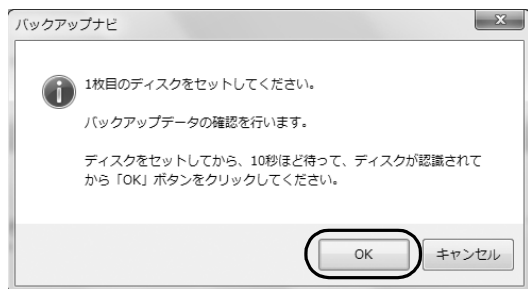 バックアップナビ
x
1枚目のディスクをセットしてください。
バックアップデータの確認を行います。
ディスクをセットしてから、10秒ほど待って、ディスクが認識されて
から「OK」ボタンをクリックしてください。
OK
キャンセル